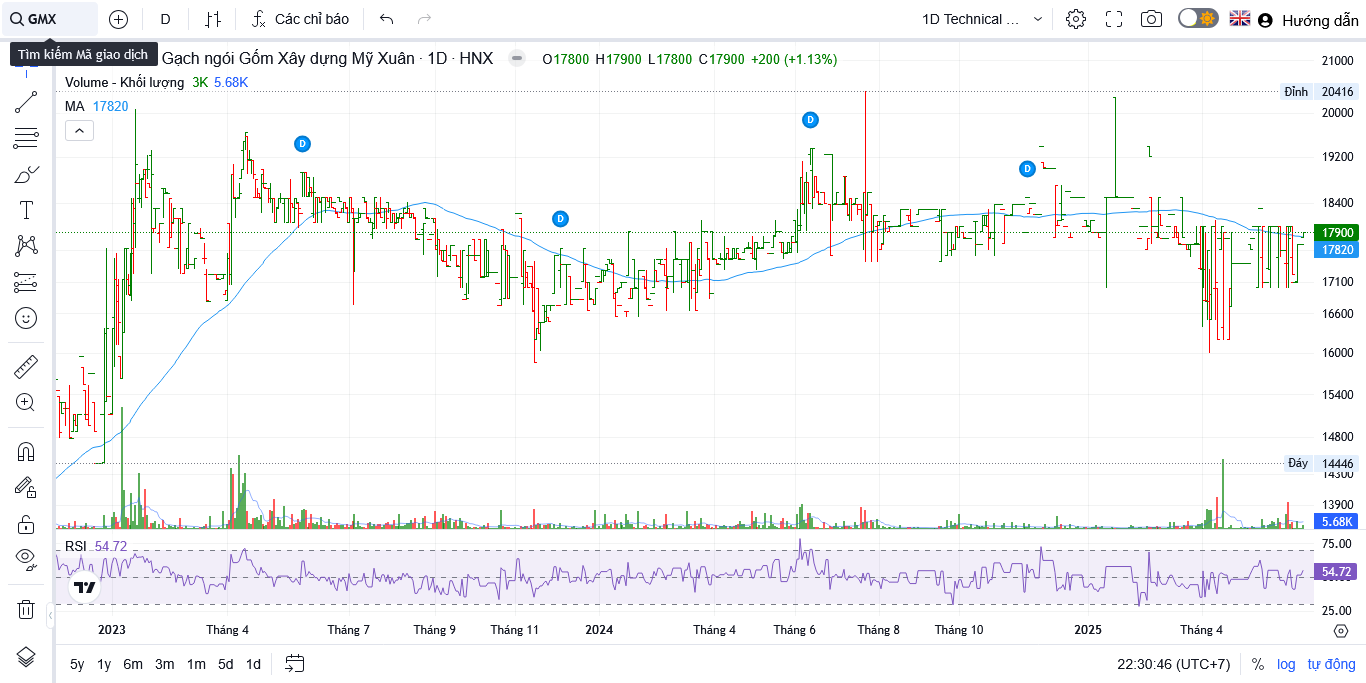 GMX D Các chỉ báo 1D Technical ... Hướng dẫn
Tìm kiếm Mã giao dịch
Gạch ngói Gốm Xây dựng Mỹ Xuân · 1D · HNX O17800 H17900 L17800 C17900 +200 (+1.13%)
Volume - Khối lượng 3K 5.68K
MA 17820
21000
Đỉnh 20416
20000
19200
18400
17900
17820
17100
16600
16000
15400
14800
Đáy 14446
14300
13900
5.68K
D
D
D
D
RSI 54.72
75.00
54.72
25.00
2023 Tháng 4 Tháng 7 Tháng 9 Tháng 11 2024 Tháng 4 Tháng 6 Tháng 8 Tháng 10 2025 Tháng 4
5y 1y 6m 3m 1m 5d 1d 22:30:46 (UTC+7) % log tự động